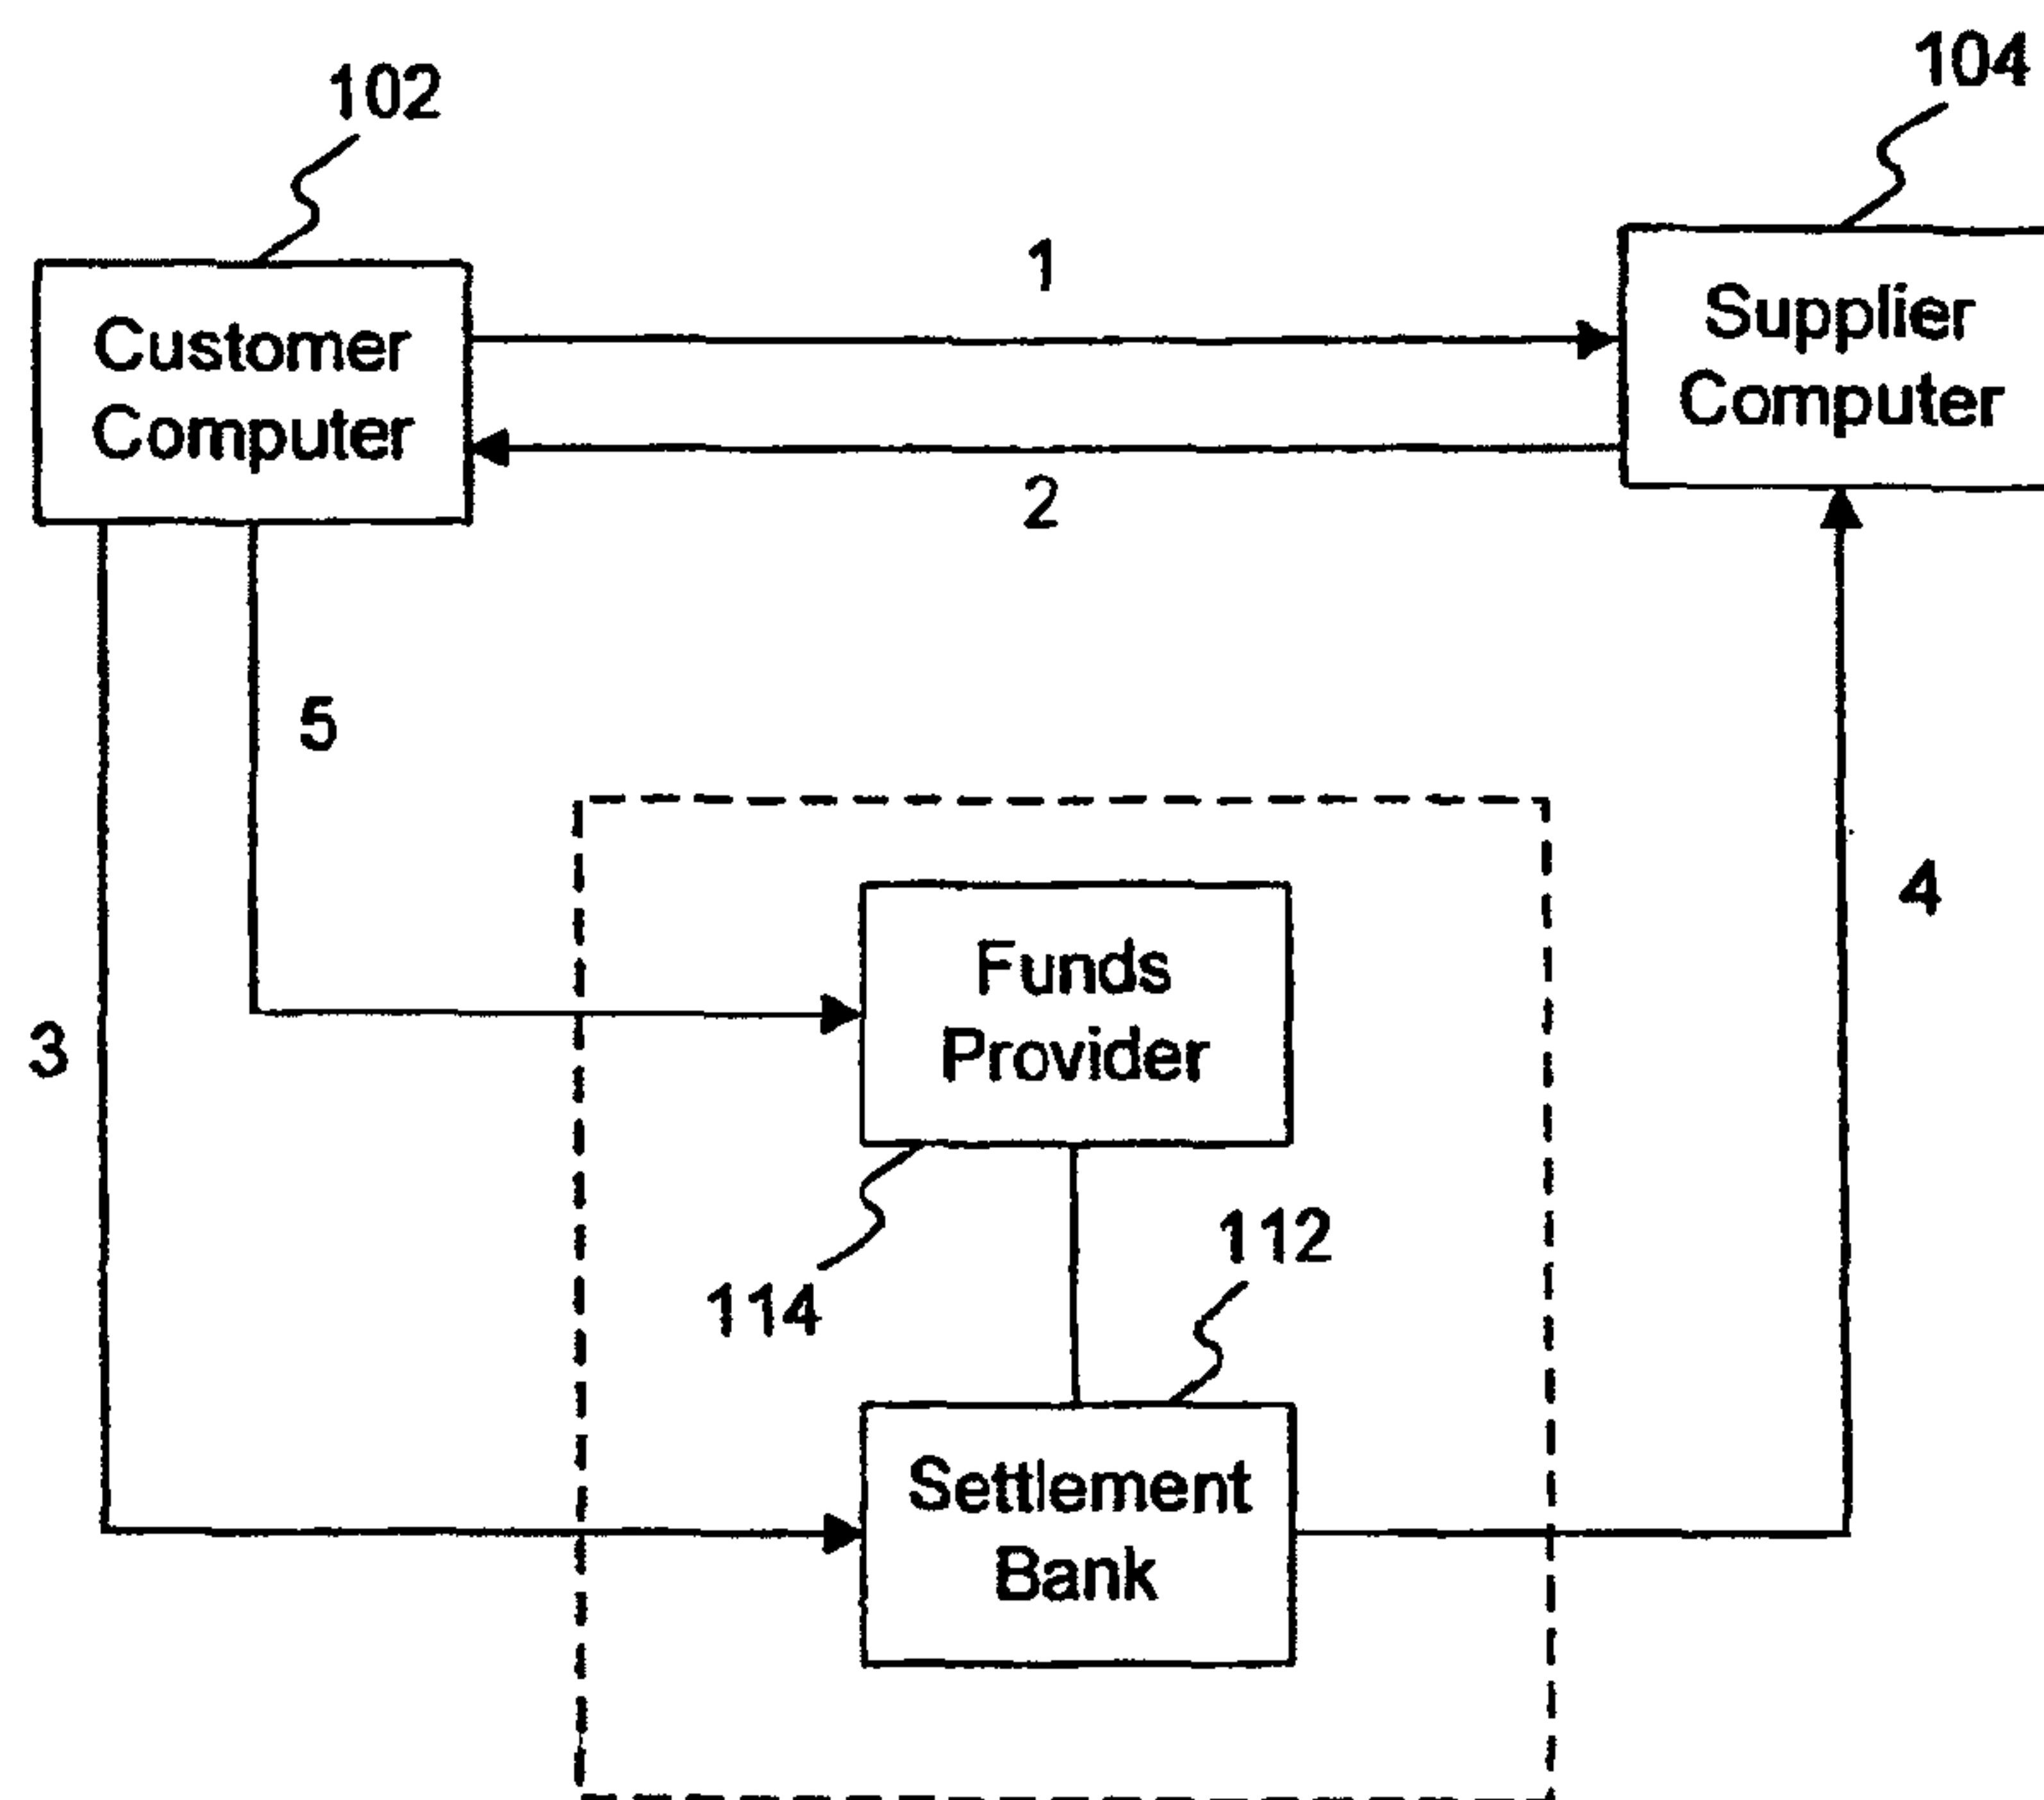 102
104
1
Customer
Computer
Supplier
Computer
2
5
4
3
Funds
Provider
114
112
Settlement
Bank